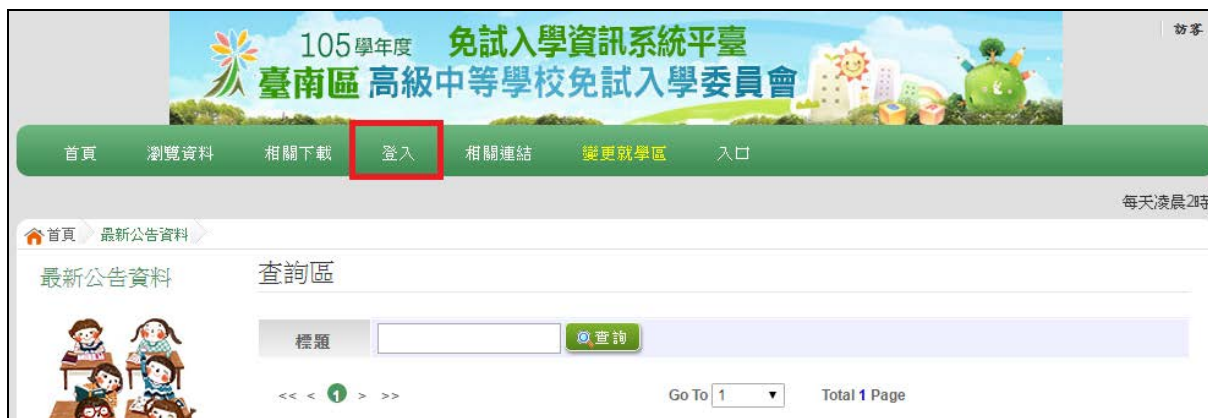 105學年度 免試入學資訊系統平臺
訪客
臺南區 高級中等學校免試入學委員會
首頁 瀏覽資料 相關下載 登入 相關連結 變更就學區 入口
每天凌晨2時
首頁 最新公告資料
最新公告資料 查詢區
標題 查詢
<< < 1 > >> Go To 1 Total 1 Page